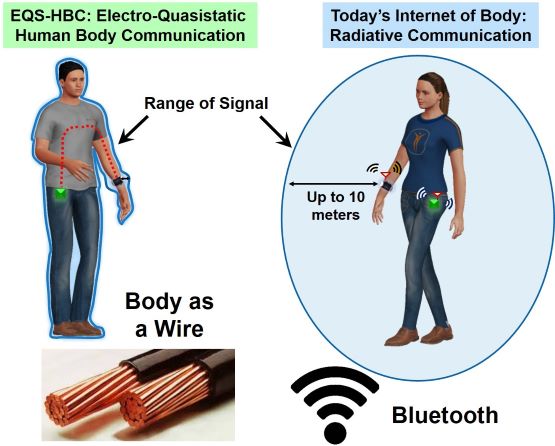 EQS-HBC: Electro-Quasistatic
Human Body Communication
Today's Internet of Body:
Radiative Communication
Range of Signal
Up to 10
meters
Body as
a Wire
Bluetooth